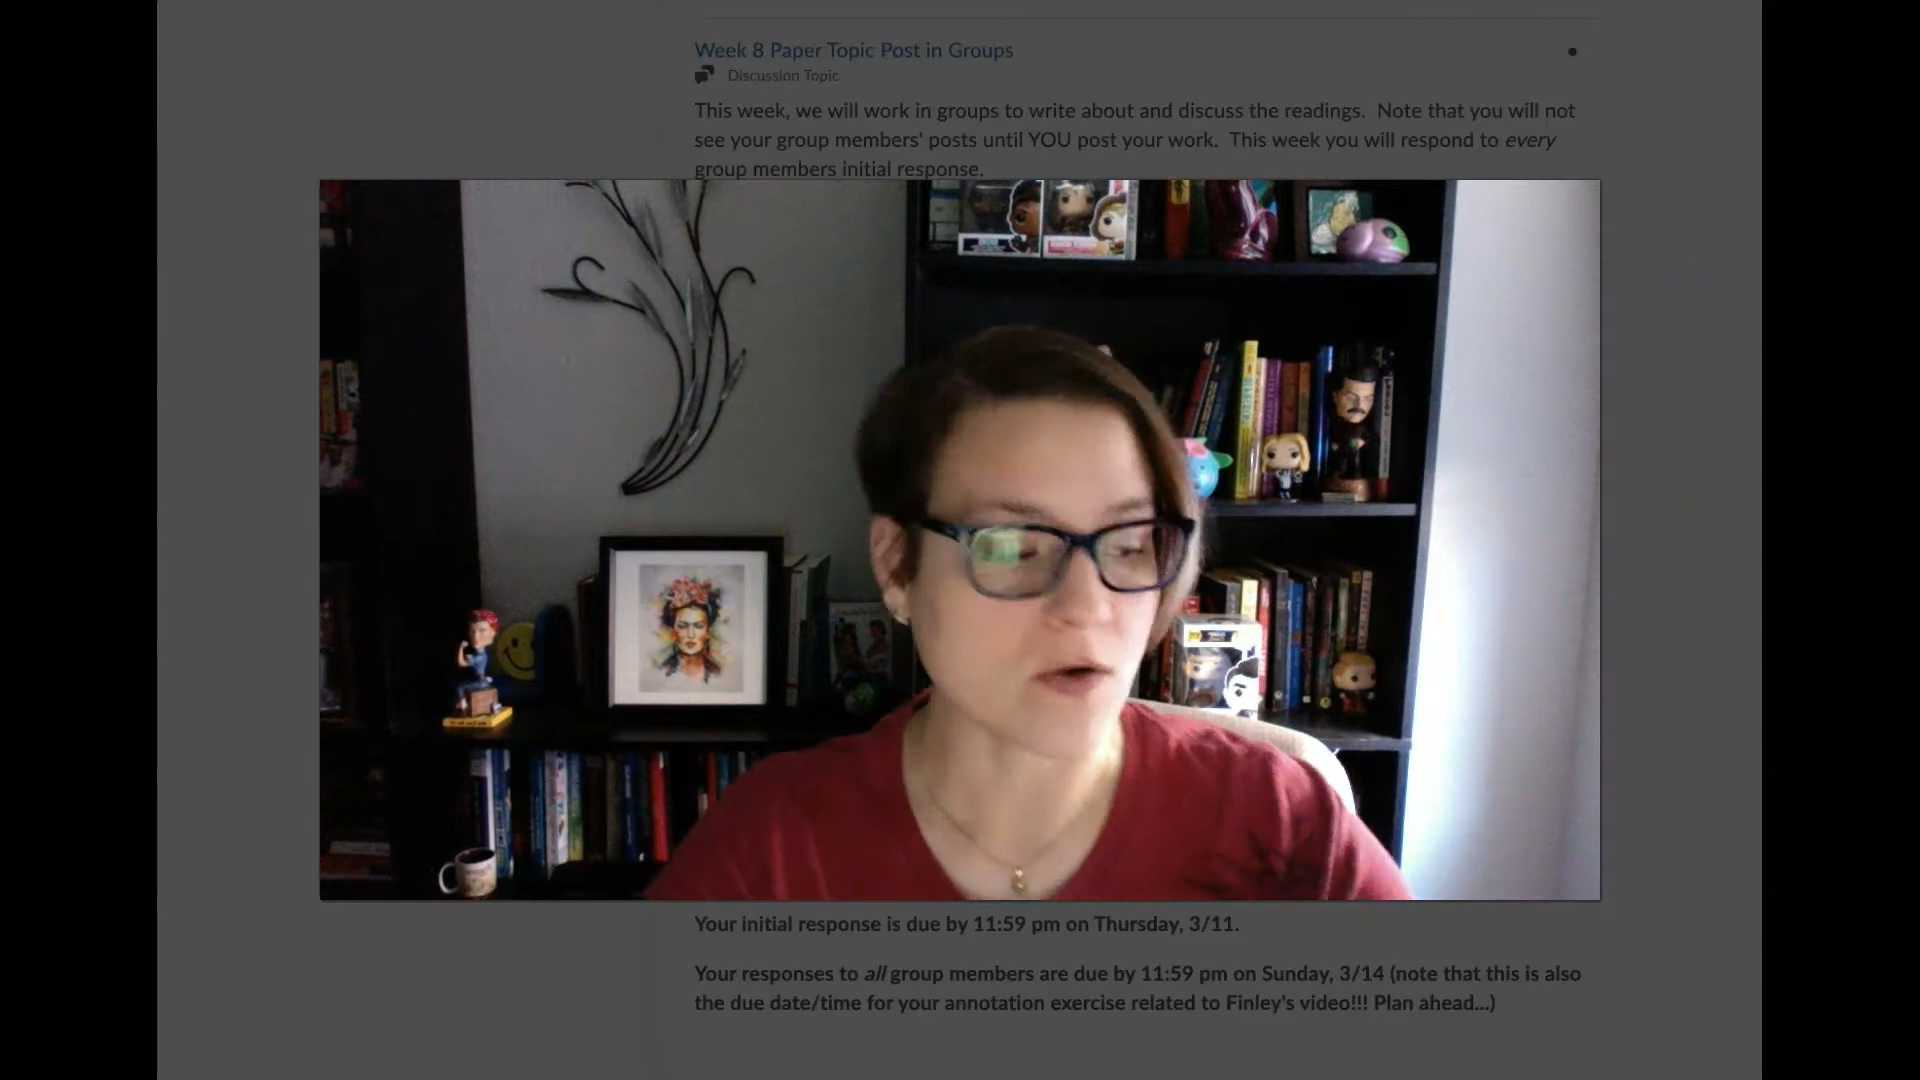 Week 8 Paper Topic Post in Groups
Discussion Topic
This week, we will work in groups to write about and discuss the readings.  Note that you will not
see your group members' posts until YOU post your work.  This week you will respond to every
group members initial response.
Your initial response is due by 11:59 pm on Thursday, 3/11.
Your responses to all group members are due by 11:59 pm on Sunday, 3/14 (note that this is also
the due date/time for your annotation exercise related to Finley's video!!! Plan ahead...)